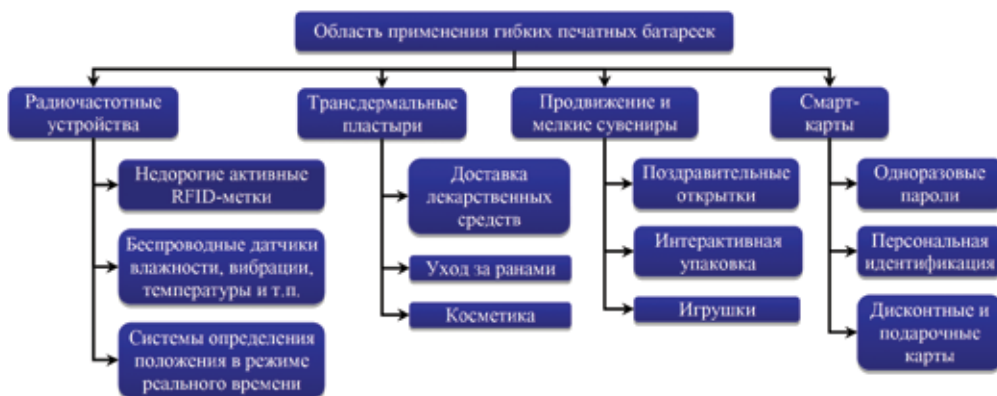 Область применения гибких печатных батареек
Радиочастотные
устройства
Недорогие активные
RFID-метки
Беспроводные датчики
влажности, вибрации,
температуры и т.п.
Системы определения
положения в режиме
реального времени
Трансдермальные
пластыри
Доставка
лекарственных
средств
Уход за ранами
Косметика
Продвижение и
мелкие сувениры
Поздравительные
открытки
Интерактивная
упаковка
Игрушки
Смарт-
карты
Одноразовые
пароли
Персональная
идентификация
Дисконтные и
подарочные
карты